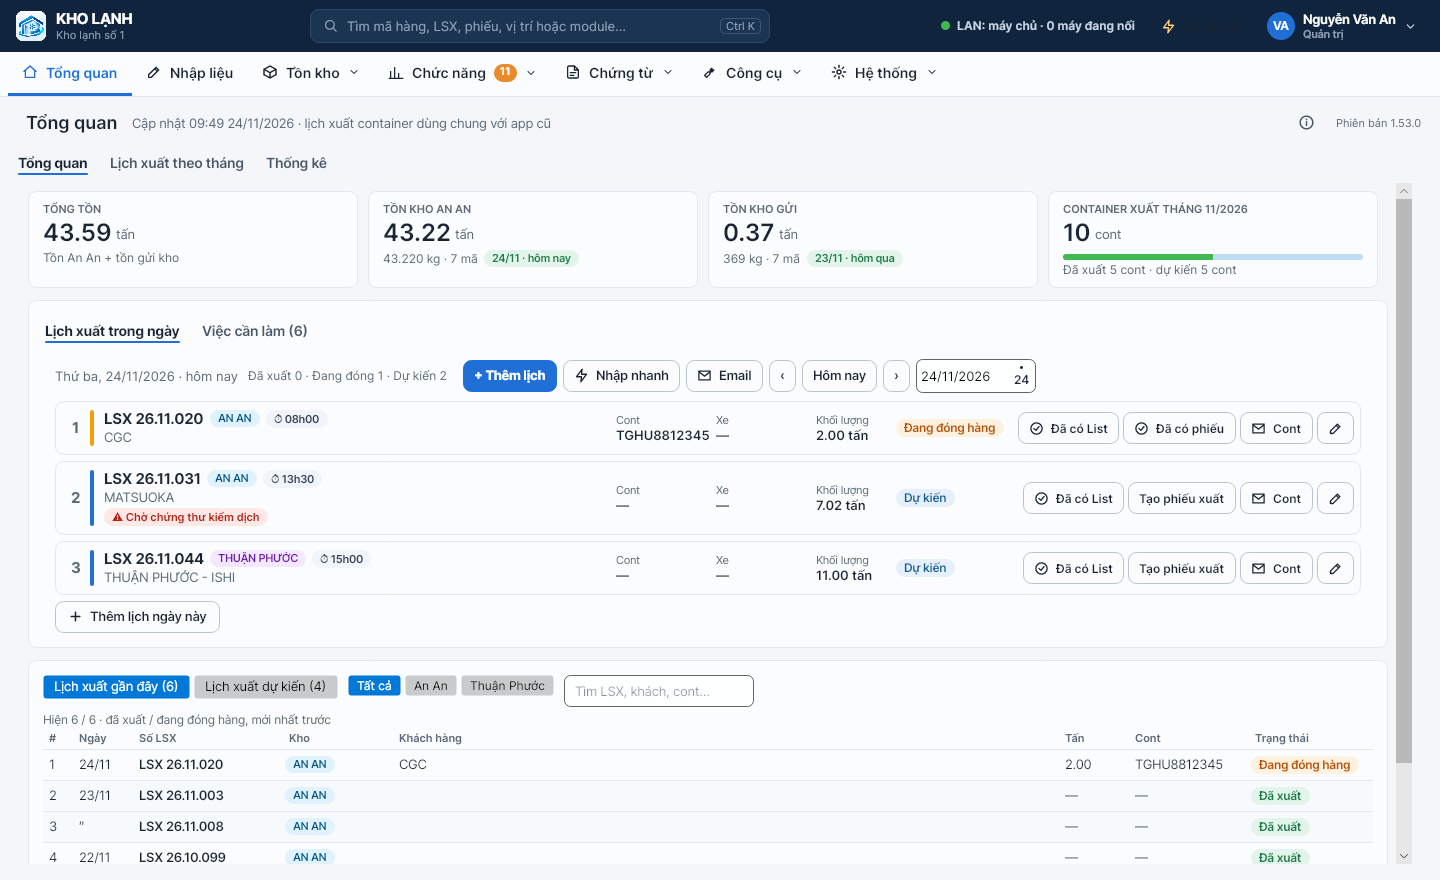 KHO LẠNH
Kho lạnh số 1
Tìm mã hàng, LSX, phiếu, vị trí hoặc module...
Ctrl K
LAN: máy chủ · 0 máy đang nối
VA
Nguyễn Văn An
Quản trị
Tổng quan
Nhập liệu
Tồn kho
Chức năng 11
Chứng từ
Công cụ
Hệ thống
Tổng quan Cập nhật 09:49 24/11/2026 · lịch xuất container dùng chung với app cũ
Phiên bản 1.53.0
Tổng quan Lịch xuất theo tháng Thống kê
TỔNG TỒN
43.59 tấn
Tồn An An + tồn gửi kho
TỒN KHO AN AN
43.22 tấn
43.220 kg · 7 mã 24/11 · hôm nay
TỒN KHO GỬI
0.37 tấn
369 kg · 7 mã 23/11 · hôm qua
CONTAINER XUẤT THÁNG 11/2026
10 cont
Đã xuất 5 cont · dự kiến 5 cont
Lịch xuất trong ngày Việc cần làm (6)
Thứ ba, 24/11/2026 · hôm nay Đã xuất 0 · Đang đóng 1 · Dự kiến 2 + Thêm lịch Nhập nhanh Email ‹ Hôm nay › 24/11/2026 24
1 LSX 26.11.020 AN AN 08h00
CGC
Cont Xe Khối lượng
TGHU8812345 — 2.00 tấn
Đang đóng hàng Đã có List Đã có phiếu Cont
2 LSX 26.11.031 AN AN 13h30
MATSUOKA
Chờ chứng thư kiểm dịch
Cont Xe Khối lượng
— — 7.02 tấn
Dự kiến Đã có List Tạo phiếu xuất Cont
3 LSX 26.11.044 THUẬN PHƯỚC 15h00
THUẬN PHƯỚC - ISHI
Cont Xe Khối lượng
— — 11.00 tấn
Dự kiến Đã có List Tạo phiếu xuất Cont
+ Thêm lịch ngày này
Lịch xuất gần đây (6) Lịch xuất dự kiến (4) Tất cả An An Thuận Phước Tìm LSX, khách, cont...
Hiện 6 / 6 · đã xuất / đang đóng hàng, mới nhất trước
# Ngày Số LSX Kho Khách hàng Tấn Cont Trạng thái
1 24/11 LSX 26.11.020 AN AN CGC 2.00 TGHU8812345 Đang đóng hàng
2 23/11 LSX 26.11.003 AN AN — — Đã xuất
3 " LSX 26.11.008 AN AN — — Đã xuất
4 22/11 LSX 26.10.099 AN AN — — Đã xuất